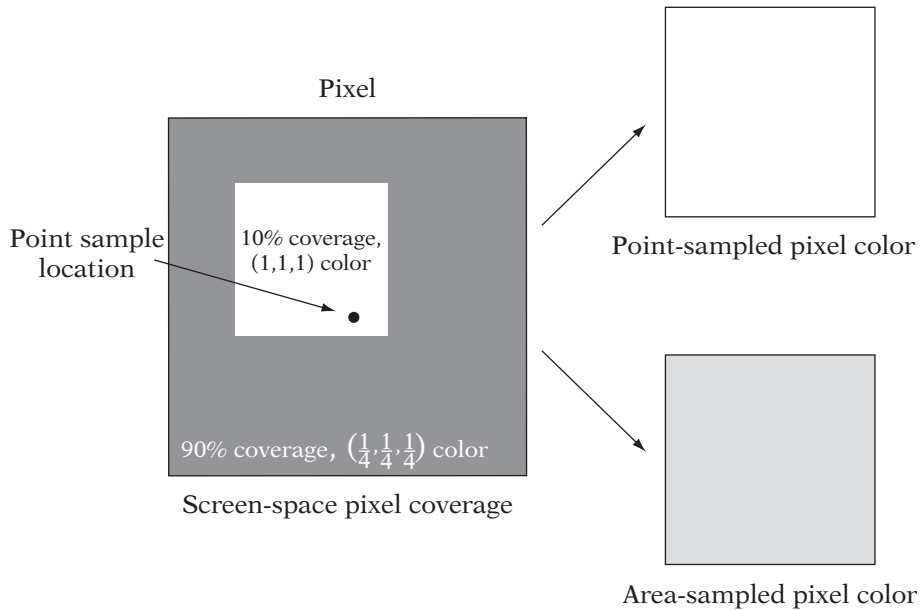 Pixel
Point sample
location
10% coverage,
(1,1,1) color
90% coverage, (1/4,1/4,1/4) color
Screen-space pixel coverage
Point-sampled pixel color
Area-sampled pixel color